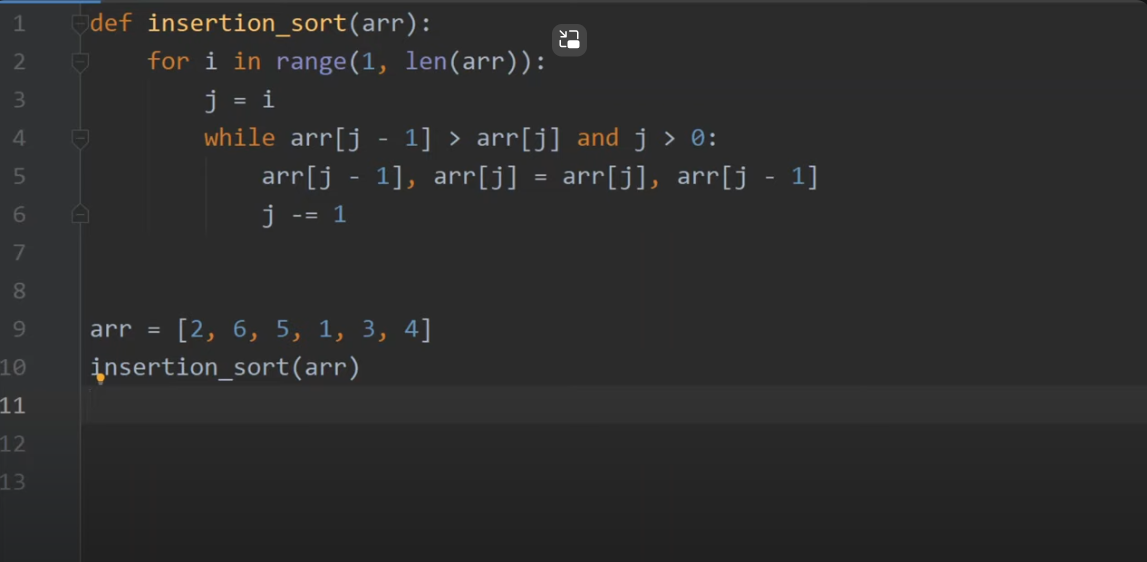 1 def insertion_sort(arr):
2     for i in range(1, len(arr)):
3         j = i
4         while arr[j - 1] > arr[j] and j > 0:
5             arr[j - 1], arr[j] = arr[j], arr[j - 1]
6             j -= 1
7
8
9 arr = [2, 6, 5, 1, 3, 4]
10 insertion_sort(arr)
11
12
13